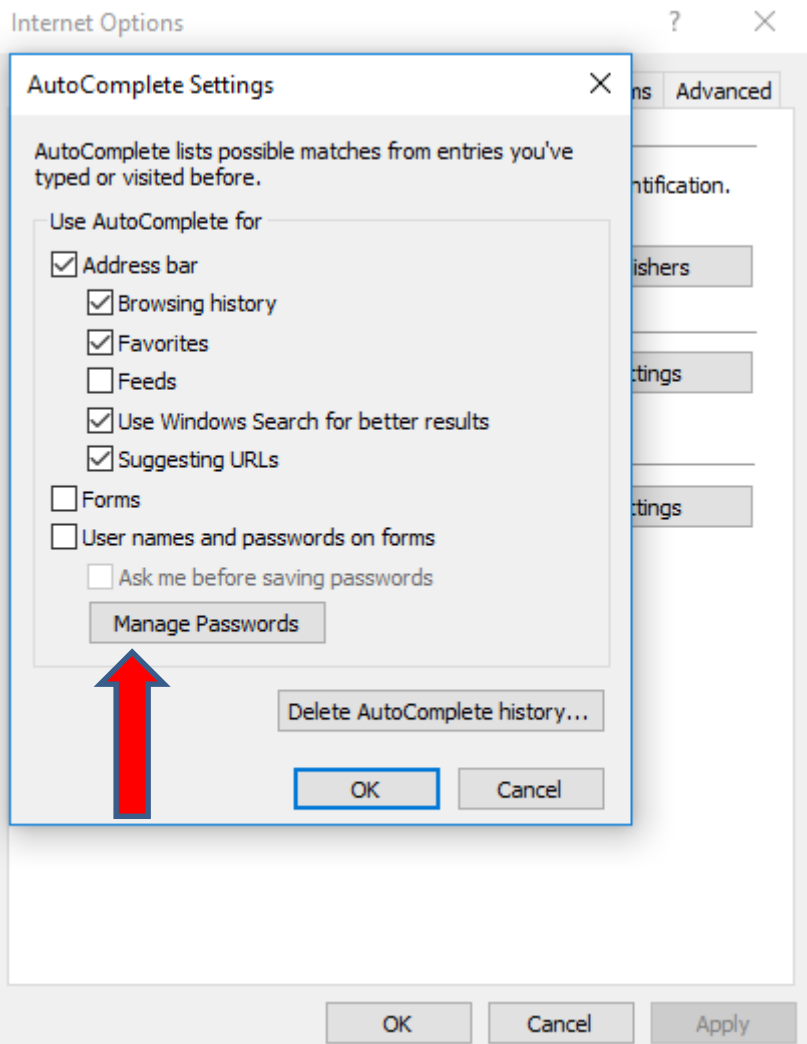 Internet Options
AutoComplete Settings
ms Advanced
AutoComplete lists possible matches from entries you've
typed or visited before.
ntification.
Use AutoComplete for
Address bar
ishers
Browsing history
Favorites
Feeds
ttings
Use Windows Search for better results
Suggesting URLs
Forms
ttings
User names and passwords on forms
Ask me before saving passwords
Manage Passwords
Delete AutoComplete history...
OK Cancel
OK Cancel Apply